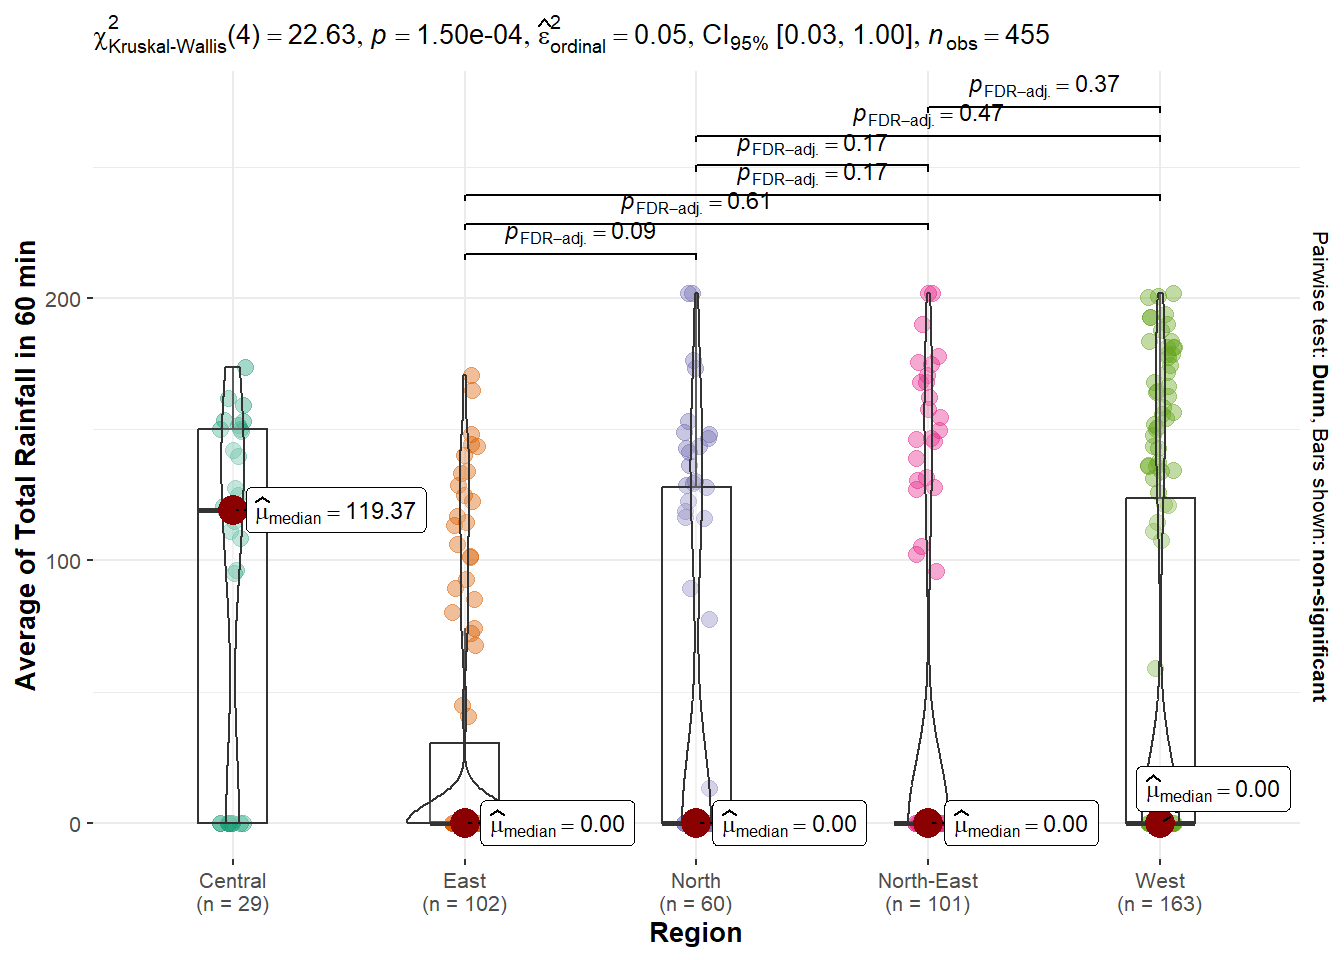 χ²Kruskal-Wallis(4) = 22.63, p = 1.50e-04, ε̂²ordinal = 0.05, CI95% [0.03, 1.00], nobs = 455
pFDR−adj. = 0.37
pFDR−adj. = 0.47
pFDR−adj. = 0.17
pFDR−adj. = 0.17
pFDR−adj. = 0.61
pFDR−adj. = 0.09
Average of Total Rainfall in 60 min
200
100
0
μ̂median = 119.37
μ̂median = 0.00
μ̂median = 0.00
μ̂median = 0.00
μ̂median = 0.00
Pairwise test: Dunn, Bars shown: non-significant
Central
(n = 29)
East
(n = 102)
North
(n = 60)
North-East
(n = 101)
West
(n = 163)
Region